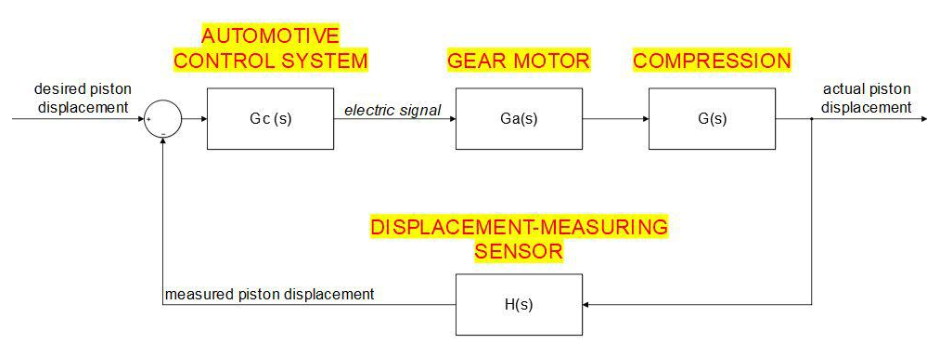 AUTOMOTIVE
CONTROL SYSTEM
GEAR MOTOR
COMPRESSION
desired piston
displacement
actual piston
displacement
+
-
Gc (s)
electric signal
Ga(s)
G(s)
DISPLACEMENT-MEASURING
SENSOR
measured piston displacement
H(s)